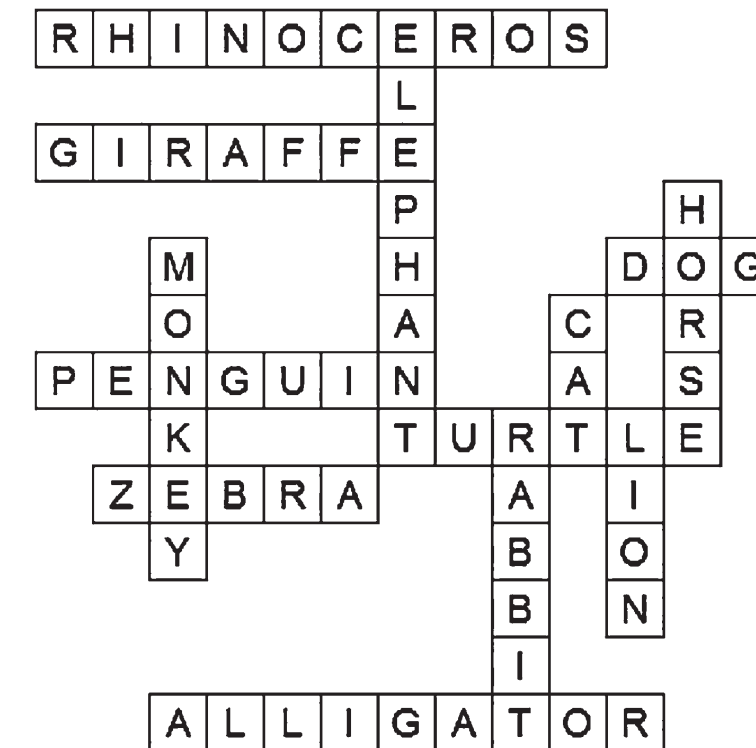 RHINOCEROS
ELEPHANT
GIRAFFE
HORSE
MONKEY
DOG
CAT
PENGUIN
TURTLE
RABBIT
LION
ZEBRA
ALLIGATOR